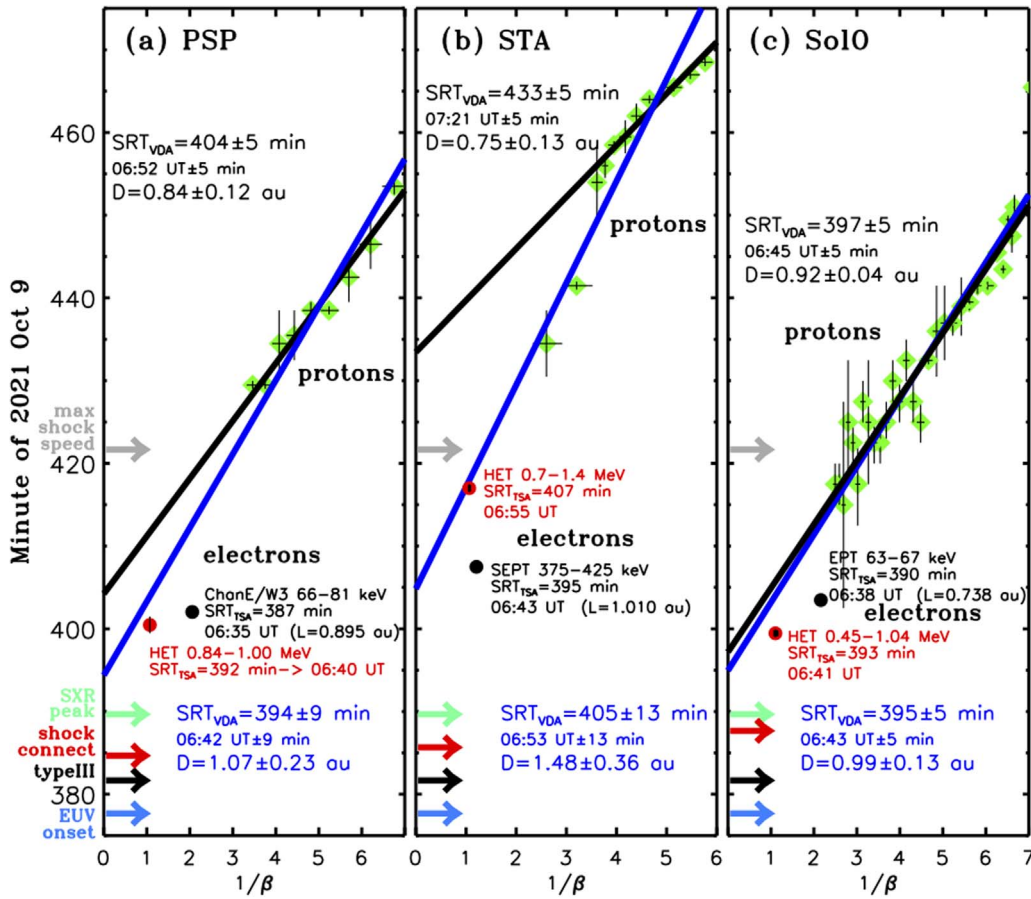 (a) PSP
SRT_VDA=404±5 min
06:52 UT±5 min
D=0.84±0.12 au
protons
electrons
ChanE/W3 66-81 keV
SRT_TSA=387 min
06:35 UT (L=0.895 au)
HET 0.84-1.00 MeV
SRT_TSA=392 min-> 06:40 UT
SRT_VDA=394±9 min
06:42 UT±9 min
D=1.07±0.23 au
(b) STA
SRT_VDA=433±5 min
07:21 UT±5 min
D=0.75±0.13 au
protons
HET 0.7-1.4 MeV
SRT_TSA=407 min
06:55 UT
electrons
SEPT 375-425 keV
SRT_TSA=395 min
06:43 UT (L=1.010 au)
SRT_VDA=405±13 min
06:53 UT±13 min
D=1.48±0.36 au
(c) SolO
SRT_VDA=397±5 min
06:45 UT±5 min
D=0.92±0.04 au
protons
EPT 63-67 keV
SRT_TSA=390 min
06:38 UT (L=0.738 au)
electrons
HET 0.45-1.04 MeV
SRT_TSA=393 min
06:41 UT
SRT_VDA=395±5 min
06:43 UT±5 min
D=0.99±0.13 au
Minute of 2021 Oct 9
460
440
420
400
380
max
shock
speed
SXR
peak
shock
connect
typeIII
EUV
onset
0 1 2 3 4 5 6
1/β
0 1 2 3 4 5 6
1/β
1 2 3 4 5 6 7
1/β